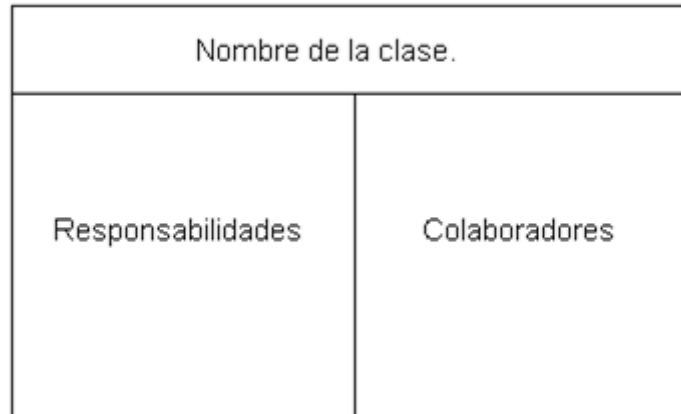 Nombre de la clase.
Responsabilidades
Colaboradores